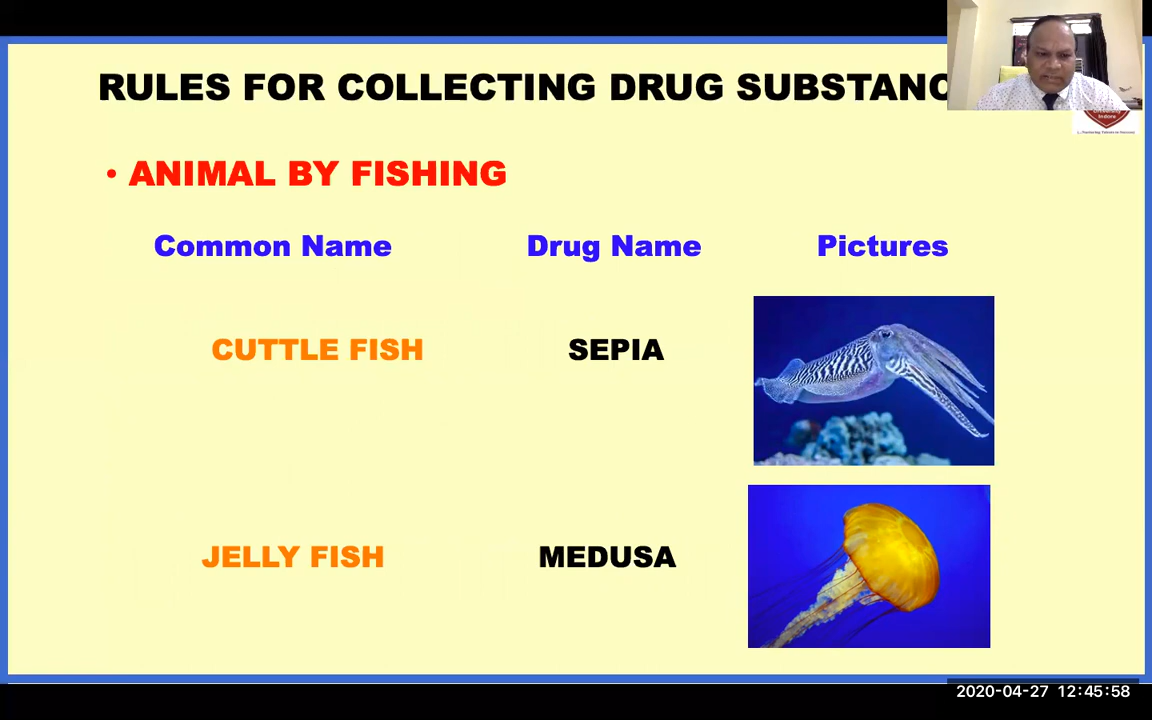 RULES FOR COLLECTING DRUG SUBSTANC
• ANIMAL BY FISHING
Common Name Drug Name Pictures
CUTTLE FISH SEPIA
JELLY FISH MEDUSA
Indore
2020-04-27 12:45:58